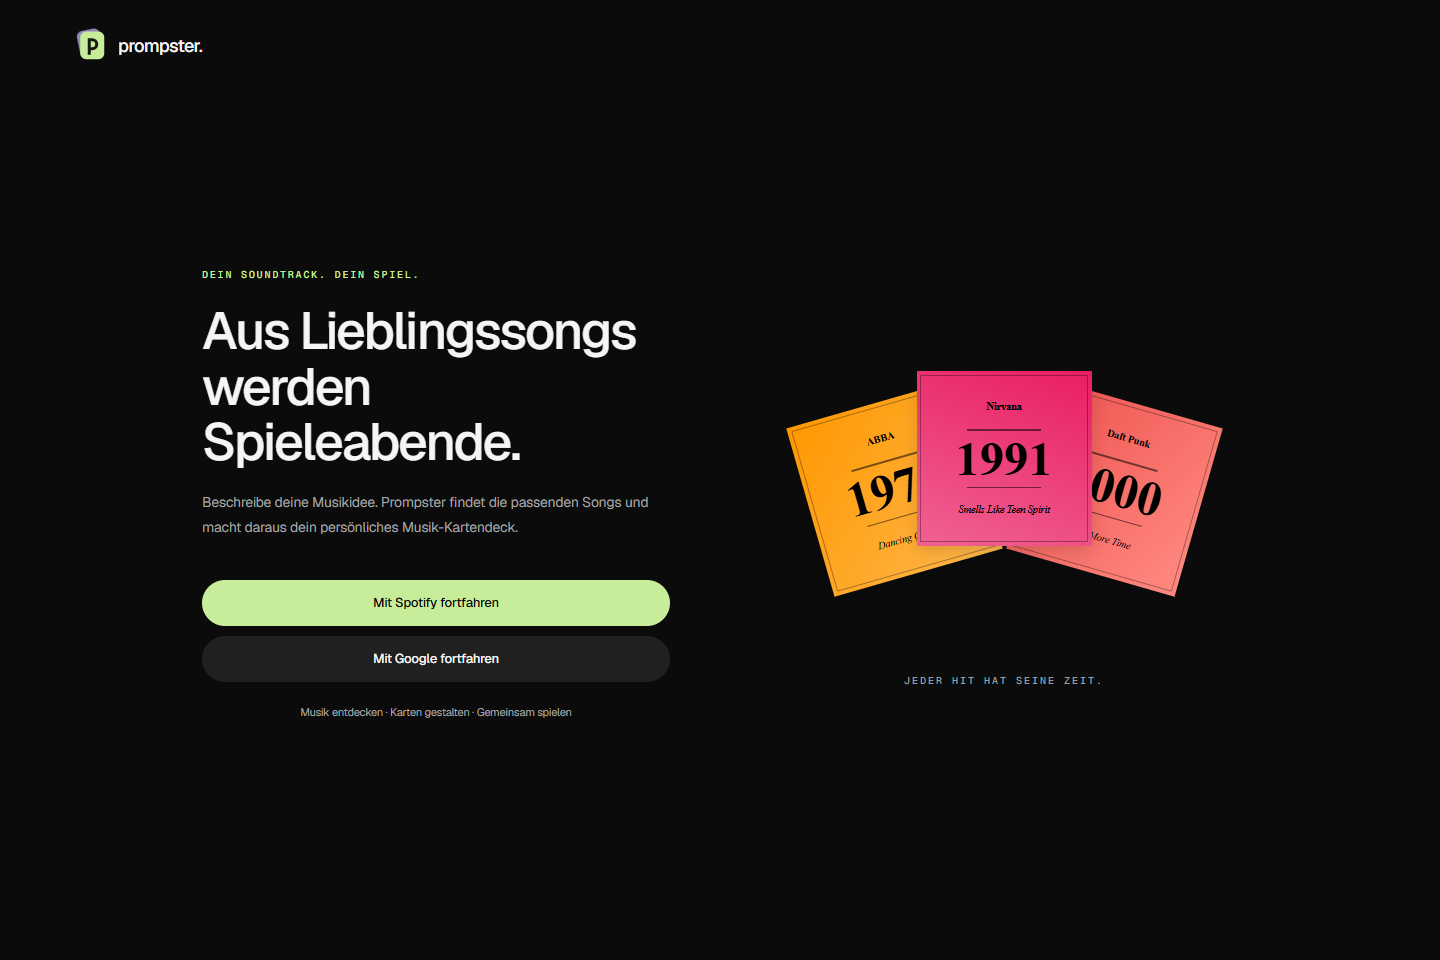 P prompster.
DEIN SOUNDTRACK. DEIN SPIEL.
Aus Lieblingssongs
werden
Spieleabende.
Beschreibe deine Musikidee. Prompster findet die passenden Songs und
macht daraus dein persönliches Musik-Kartendeck.
Mit Spotify fortfahren
Mit Google fortfahren
Musik entdecken · Karten gestalten · Gemeinsam spielen
ABBA
197
Dancing
Nirvana
1991
Smells Like Teen Spirit
Daft Punk
000
More Time
JEDER HIT HAT SEINE ZEIT.